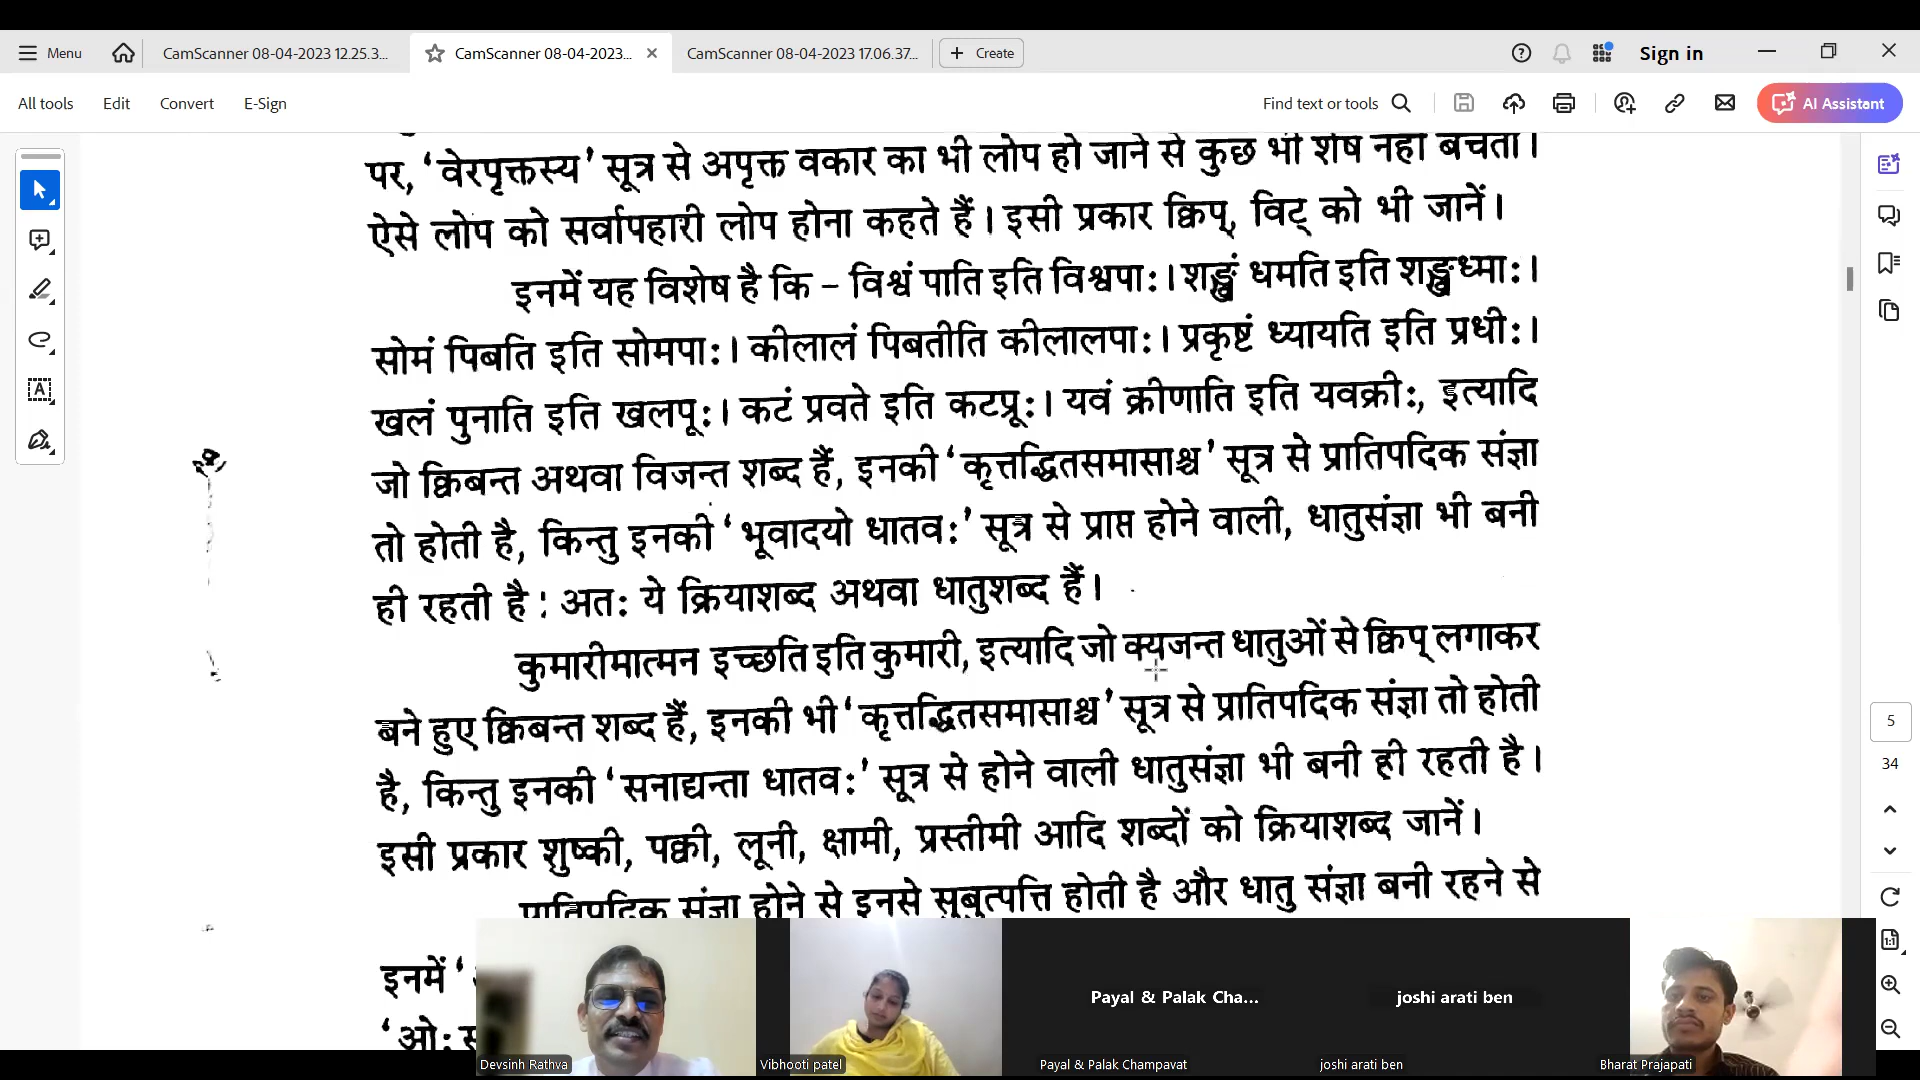 Menu
CamScanner 08-04-2023 12.25.3...
CamScanner 08-04-2023...
CamScanner 08-04-2023 17.06.37...
Create
Sign in
All tools
Edit
Convert
E-Sign
Find text or tools
AI Assistant
पर, ‘वेरपृक्तस्य’ सूत्र से अपृक्त वकार का भी लोप हो जाने से कुछ भी शेष नहीं बचता।
ऐसे लोप को सर्वापहारी लोप होना कहते हैं। इसी प्रकार क्विप्, विट् को भी जानें।
इनमें यह विशेष है कि – विश्वं पाति इति विश्वपाः। शङ्खं धमति इति शङ्खध्माः।
सोमं पिबति इति सोमपाः। कीलालं पिबतीति कीलालपाः। प्रकृष्टं ध्यायति इति प्रधीः।
खलं पुनाति इति खलपूः। कटं प्रवते इति कटप्रूः। यवं क्रीणाति इति यवक्रीः, इत्यादि
जो क्विबन्त अथवा विजन्त शब्द हैं, इनकी ‘कृत्तद्धितसमासाश्च’ सूत्र से प्रातिपदिक संज्ञा
तो होती है, किन्तु इनकी ‘भूवादयो धातवः’ सूत्र से प्राप्त होने वाली, धातुसंज्ञा भी बनी
ही रहती है : अतः ये क्रियाशब्द अथवा धातुशब्द हैं।
कुमारीमात्मन इच्छति इति कुमारी, इत्यादि जो क्यजन्त धातुओं से क्विप् लगाकर
बने हुए क्विबन्त शब्द हैं, इनकी भी ‘कृत्तद्धितसमासाश्च’ सूत्र से प्रातिपदिक संज्ञा तो होती
है, किन्तु इनकी ‘सनाद्यन्ता धातवः’ सूत्र से होने वाली धातुसंज्ञा भी बनी ही रहती है।
इसी प्रकार शुष्की, पक्वी, लूनी, क्षामी, प्रस्तीमी आदि शब्दों को क्रियाशब्द जानें।
प्रातिपदिक संज्ञा होने से इनसे सुबुत्पत्ति होती है और धातु संज्ञा बनी रहने से
इनमें ‘
‘ओः
5
34
Payal & Palak Cha...
joshi arati ben
Devsinh Rathva
Vibhooti patel
Payal & Palak Champavat
joshi arati ben
Bharat Prajapati